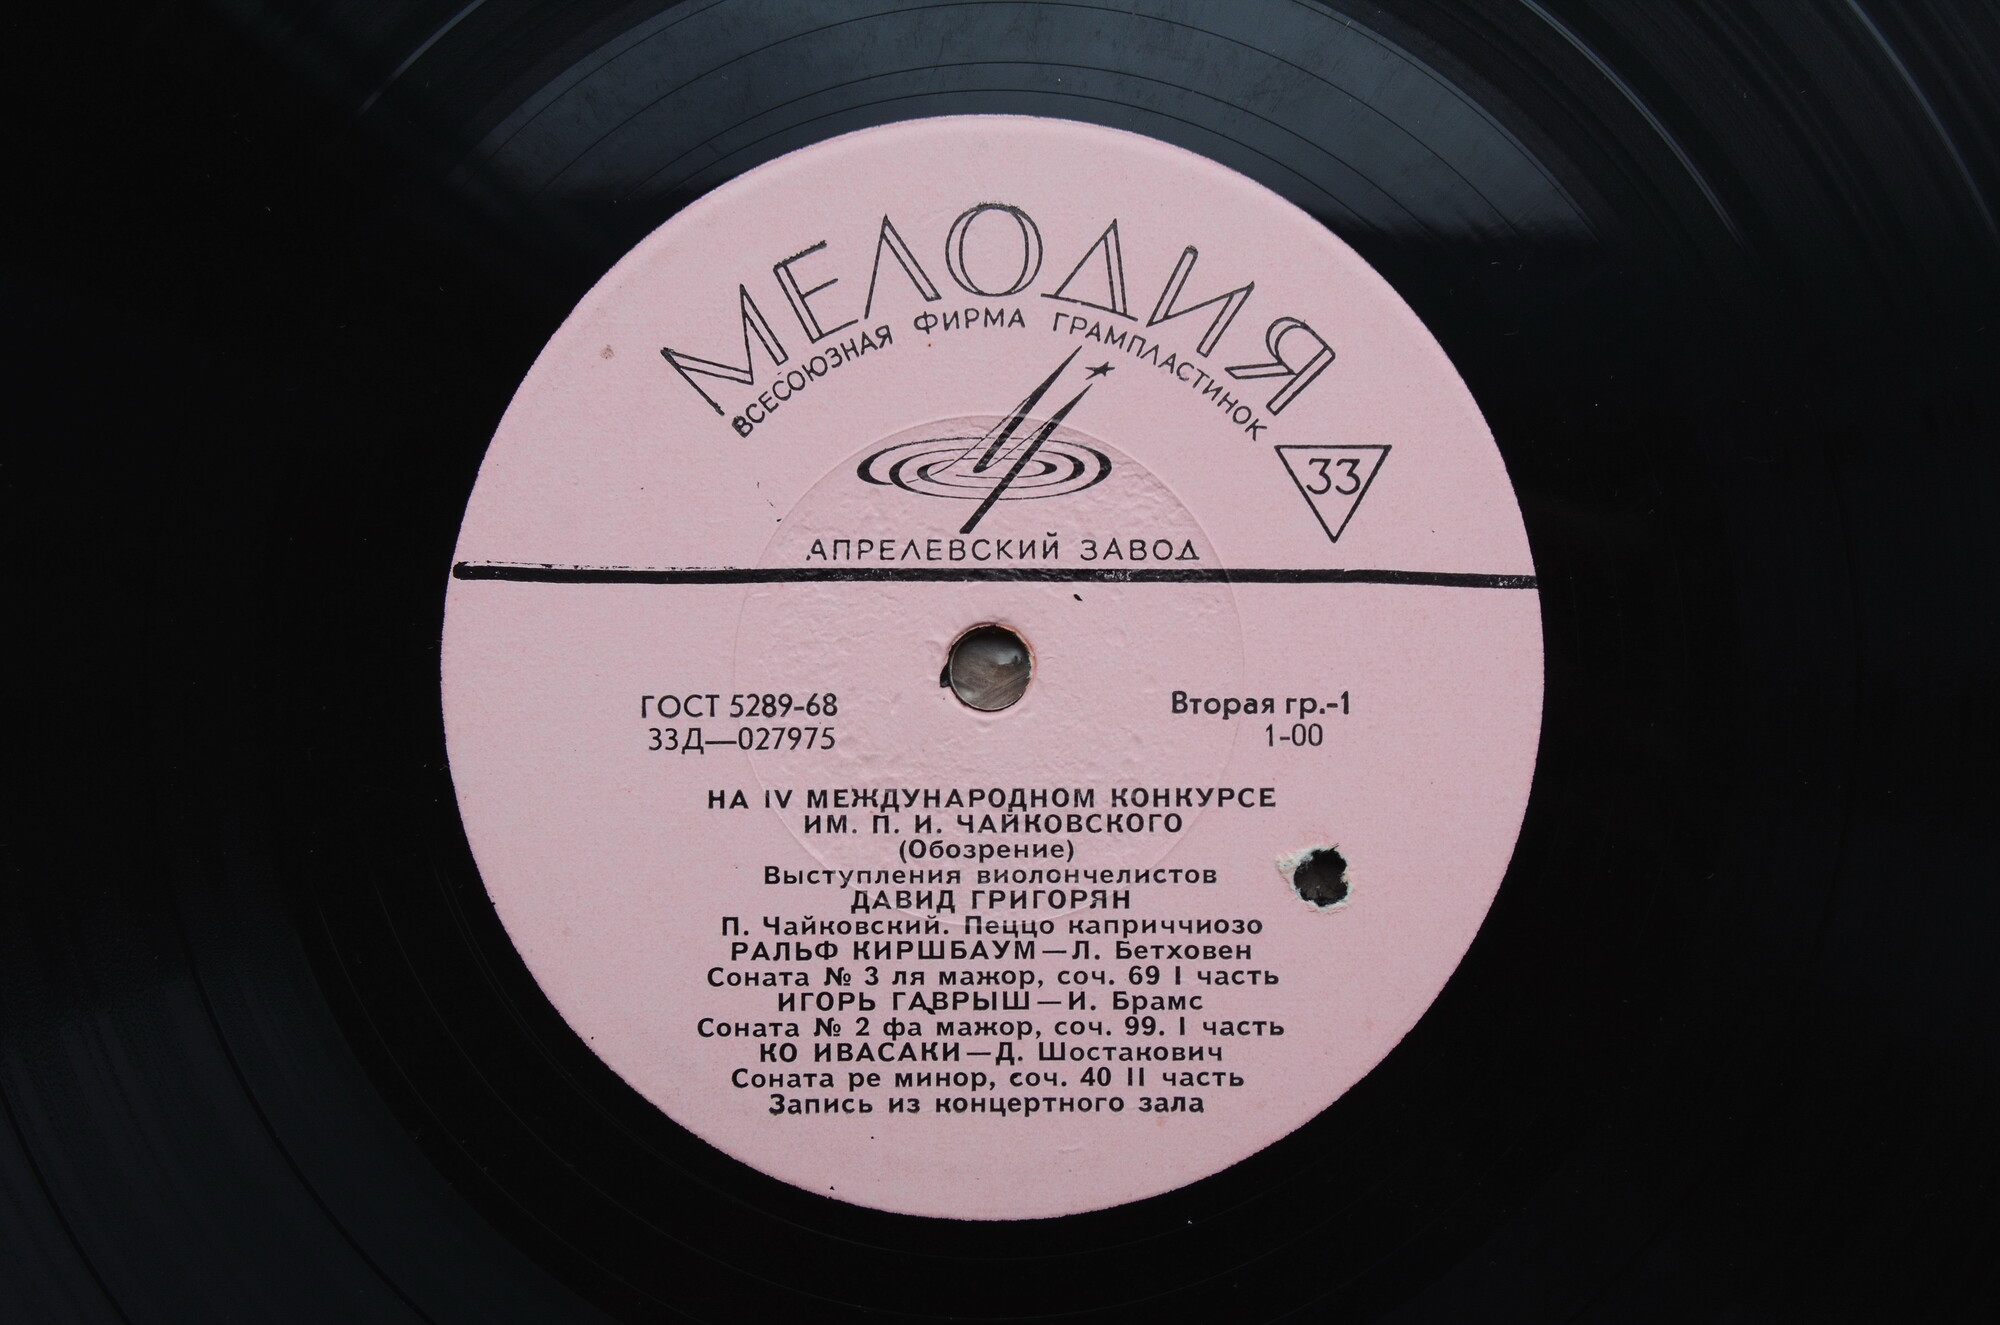 МЕЛОДИЯ
ВСЕСОЮЗНАЯ ФИРМА ГРАМПЛАСТИНОК
33
АПРЕЛЕВСКИЙ ЗАВОД
ГОСТ 5289-68
33Д—027975
Вторая гр.-1
1-00
НА IV МЕЖДУНАРОДНОМ КОНКУРСЕ
ИМ. П. И. ЧАЙКОВСКОГО
(Обозрение)
Выступления виолончелистов
ДАВИД ГРИГОРЯН
П. Чайковский. Пеццо каприччиозо
РАЛЬФ КИРШБАУМ—Л. Бетховен
Соната № 3 ля мажор, соч. 69 I часть
ИГОРЬ ГАВРЫШ—И. Брамс
Соната № 2 фа мажор, соч. 99. I часть
КО ИВАСАКИ—Д. Шостакович
Соната ре минор, соч. 40 II часть
Запись из концертного зала